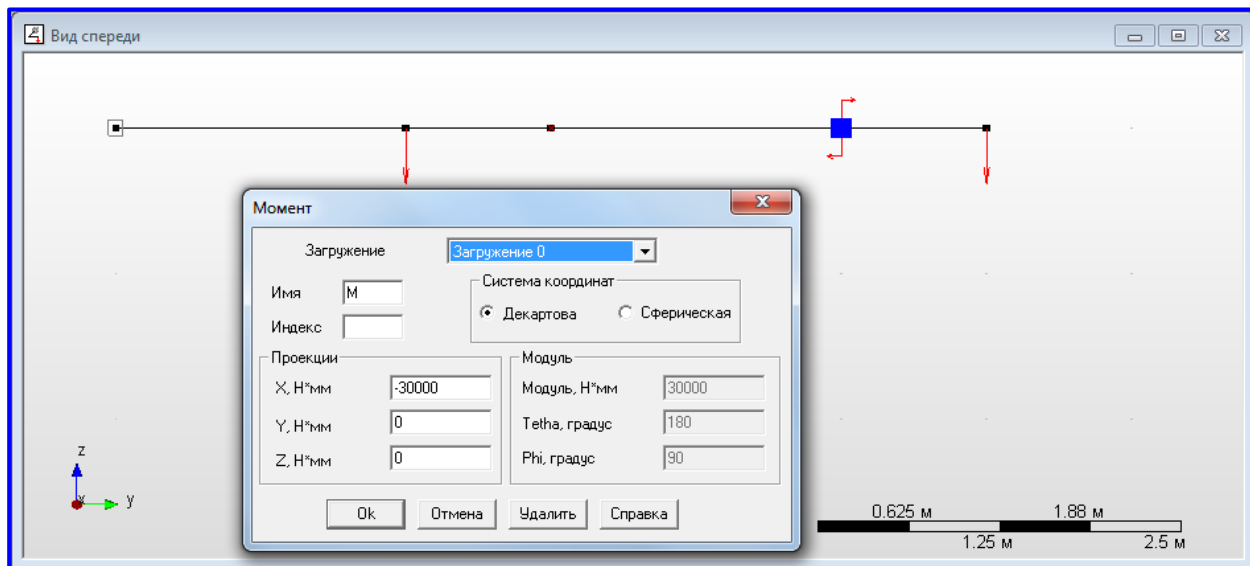 Вид спереди
Момент
Загружение Загружение 0
Имя M
Индекс
Система координат
Декартова Сферическая
Проекции
X, Н*мм -30000
Y, Н*мм 0
Z, Н*мм 0
Модуль
Модуль, Н*мм 30000
Tetha, градус 180
Phi, градус 90
Ok Отмена Удалить Справка
z
x y
0.625 м 1.88 м
1.25 м 2.5 м